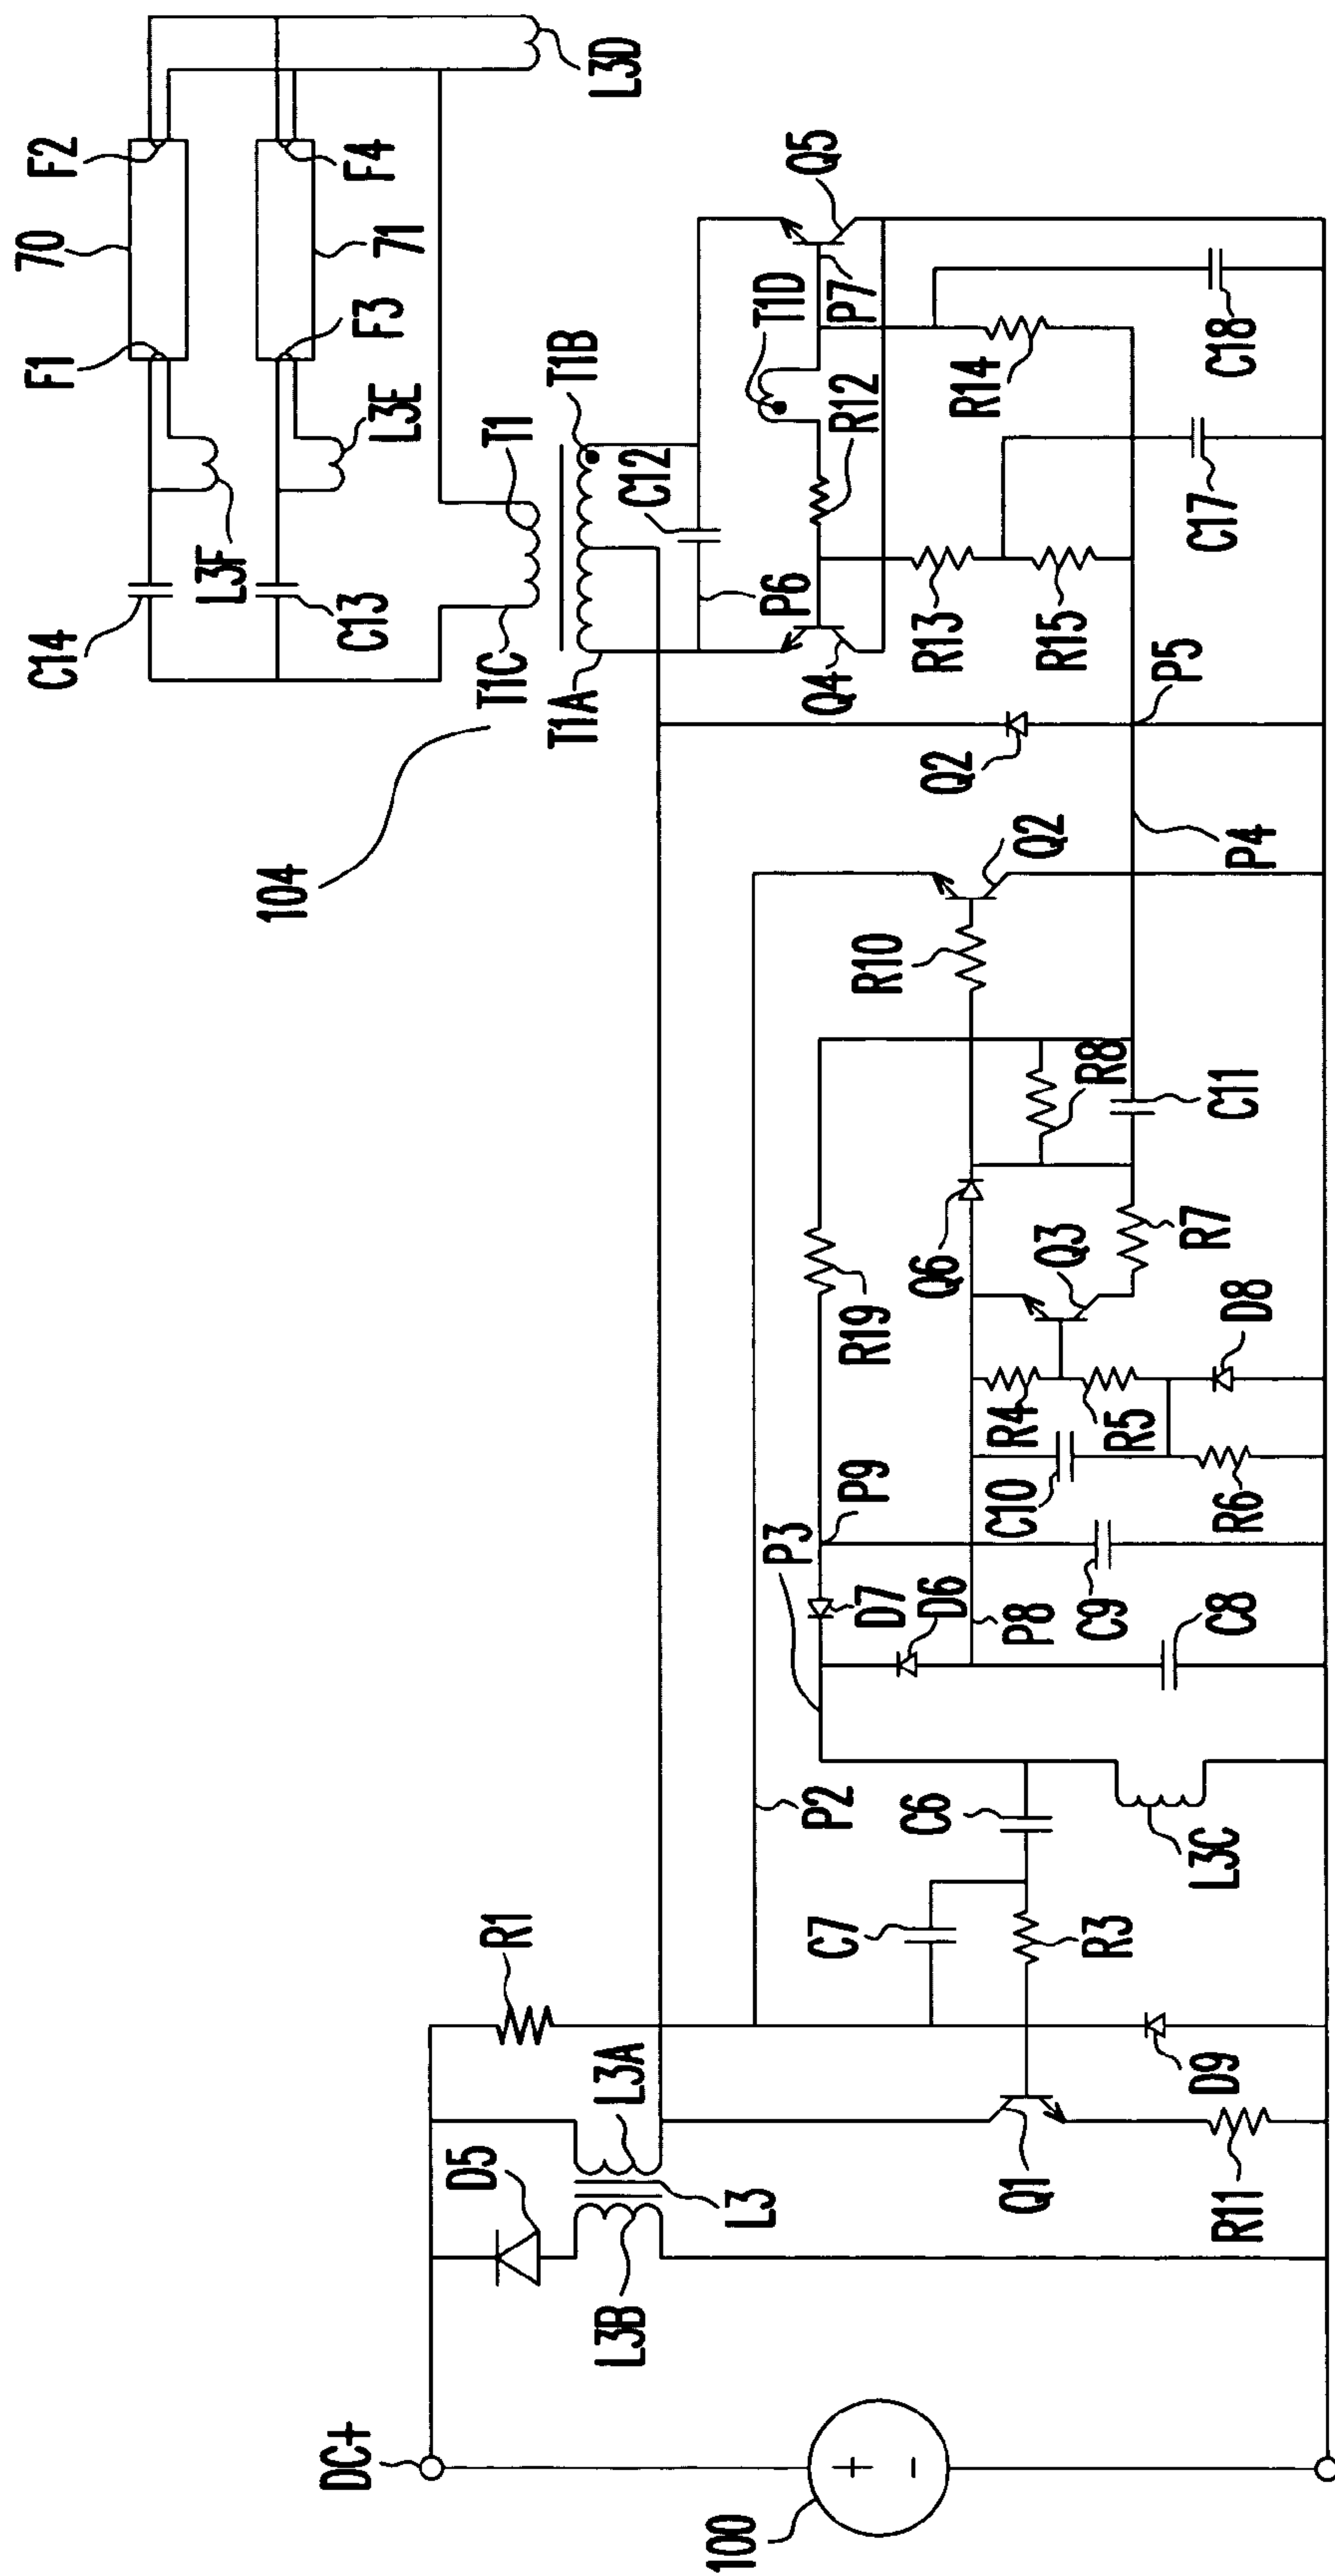 C14
F1
70
F2
L3F
C13
F3
71
F4
L3E
L3D
104
T1C
T1
T1A
T1B
C12
P6
T1D
R12
P7
Q5
Q4
R13
R15
R14
C17
C18
Q2
P5
P4
Q2
R10
R8
C11
R19
Q6
Q3
R7
P3
P9
R4
R5
D8
C10
R6
D7
D6
P8
C9
C8
P2
C6
L3C
C7
R3
R1
L3A
D5
L3
L3B
D9
Q1
R11
DC+
100
+
-